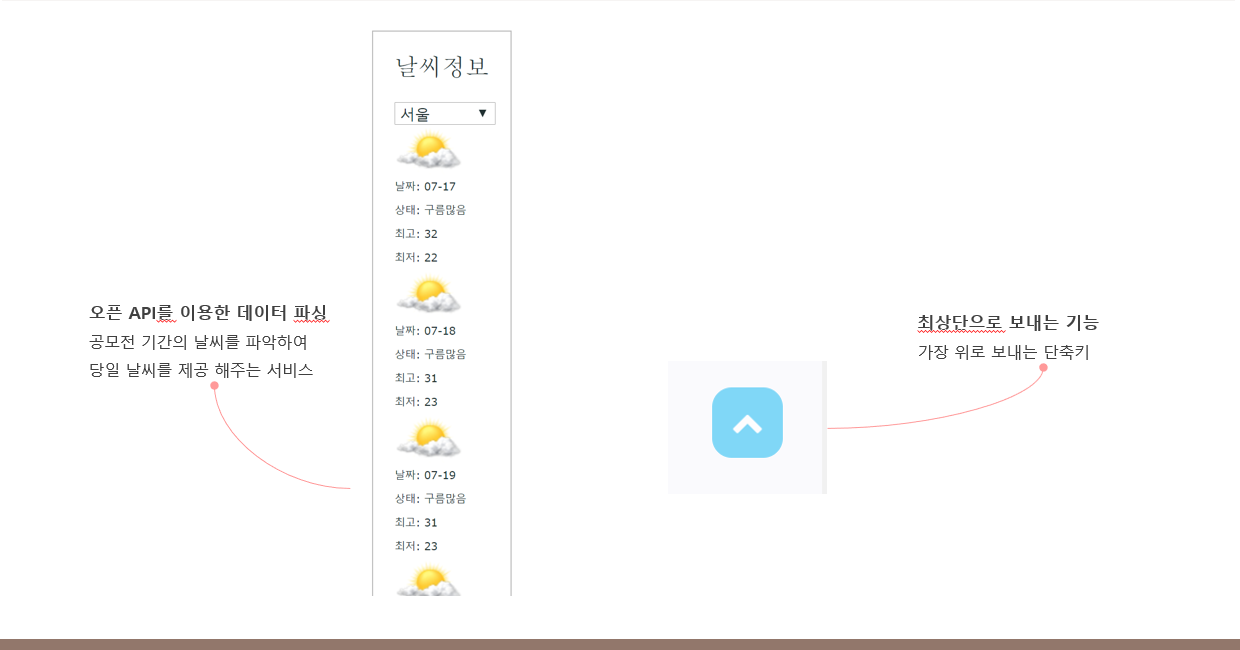 오픈 API를 이용한 데이터 파싱
공모전 기간의 날씨를 파악하여
당일 날씨를 제공 해주는 서비스
날씨정보
서울
날짜: 07-17
상태: 구름많음
최고: 32
최저: 22
날짜: 07-18
상태: 구름많음
최고: 31
최저: 23
날짜: 07-19
상태: 구름많음
최고: 31
최저: 23
최상단으로 보내는 기능
가장 위로 보내는 단축키